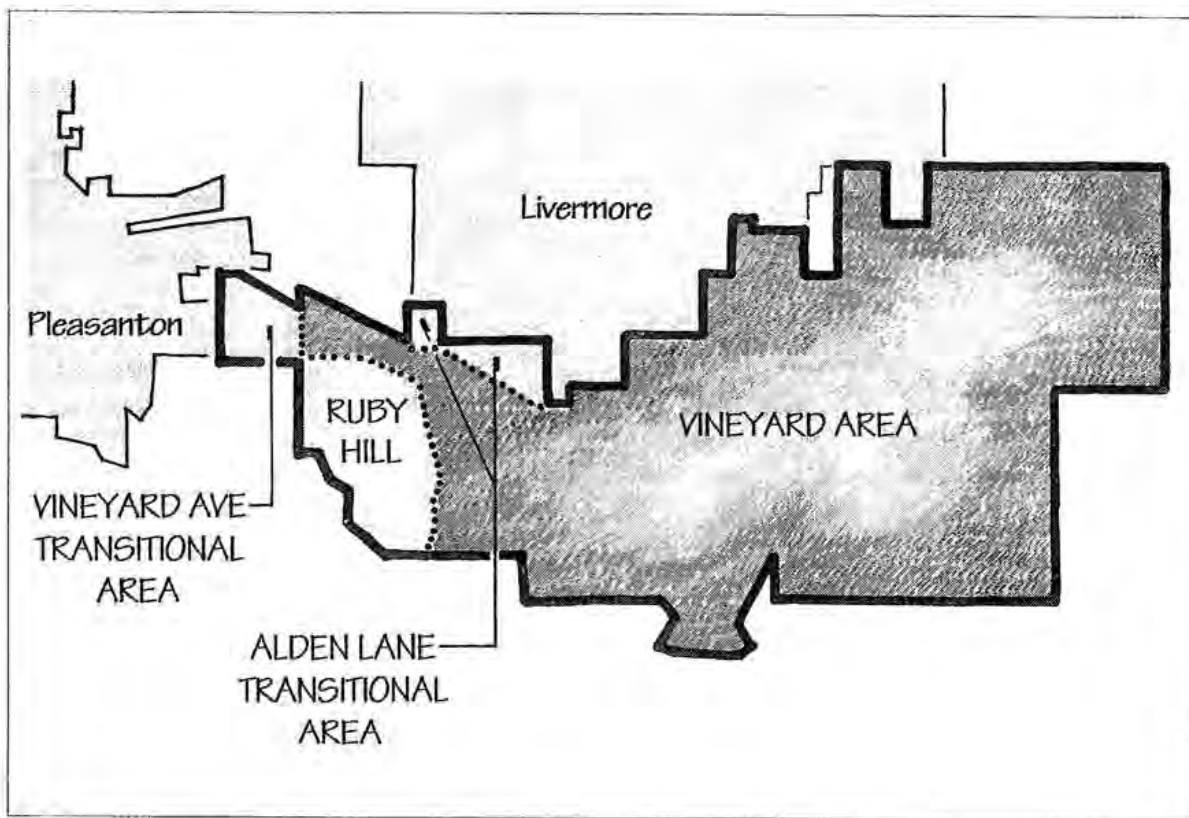 Livermore
Pleasanton
RUBY
HILL
VINEYARD AREA
VINEYARD AVE
TRANSITIONAL
AREA
ALDEN LANE
TRANSITIONAL
AREA